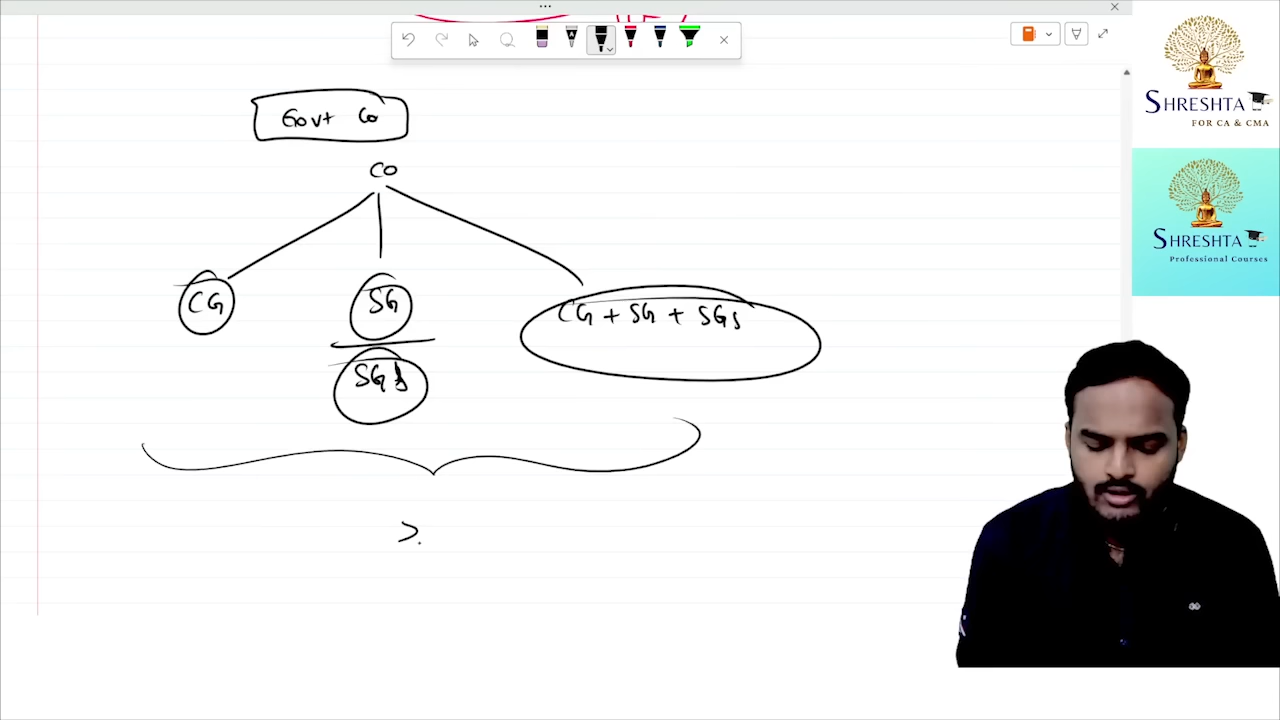 Govt Co
CO
CG
SG
SGs
CG + SG + SGs
>
SHRESHTA
FOR CA & CMA
SHRESHTA
Professional Courses